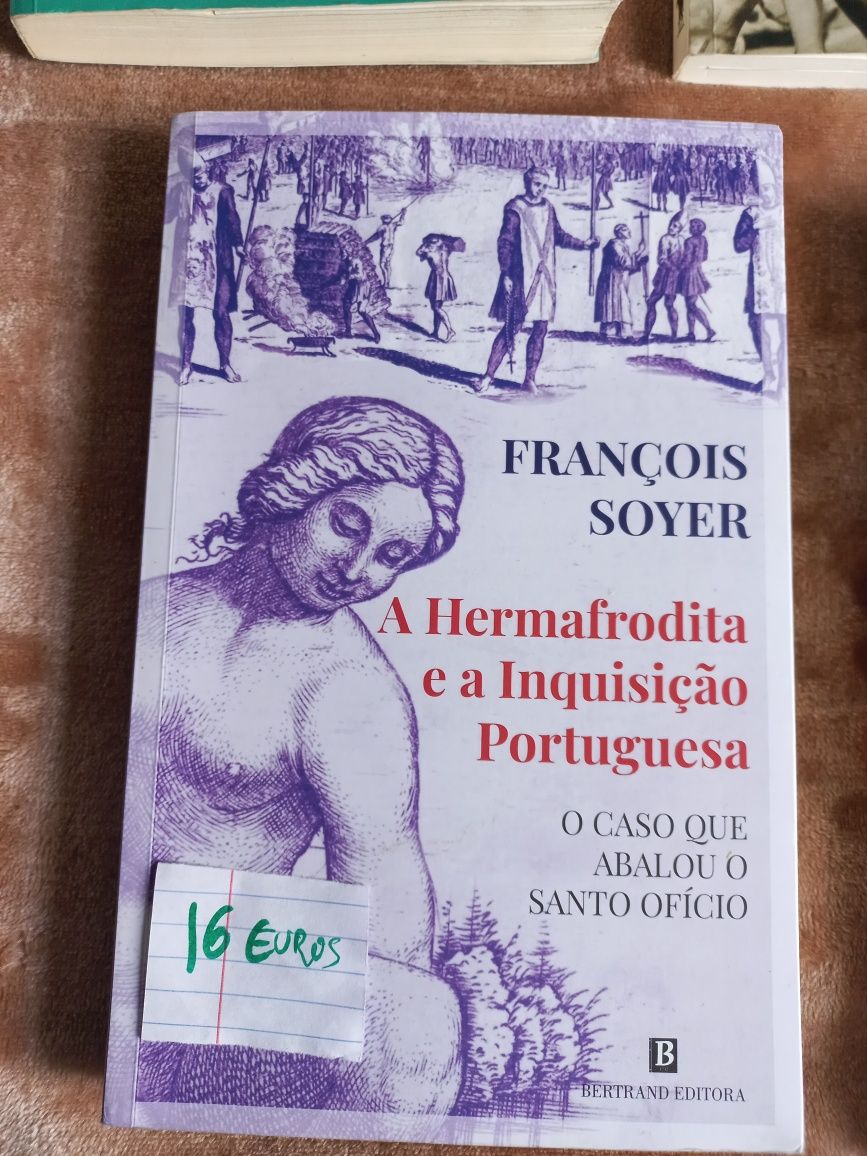 FRANÇOIS
SOYER
A Hermafrodita
e a Inquisição
Portuguesa
O CASO QUE
ABALOU O
SANTO OFÍCIO
16 EUROS
B
BERTRAND EDITORA